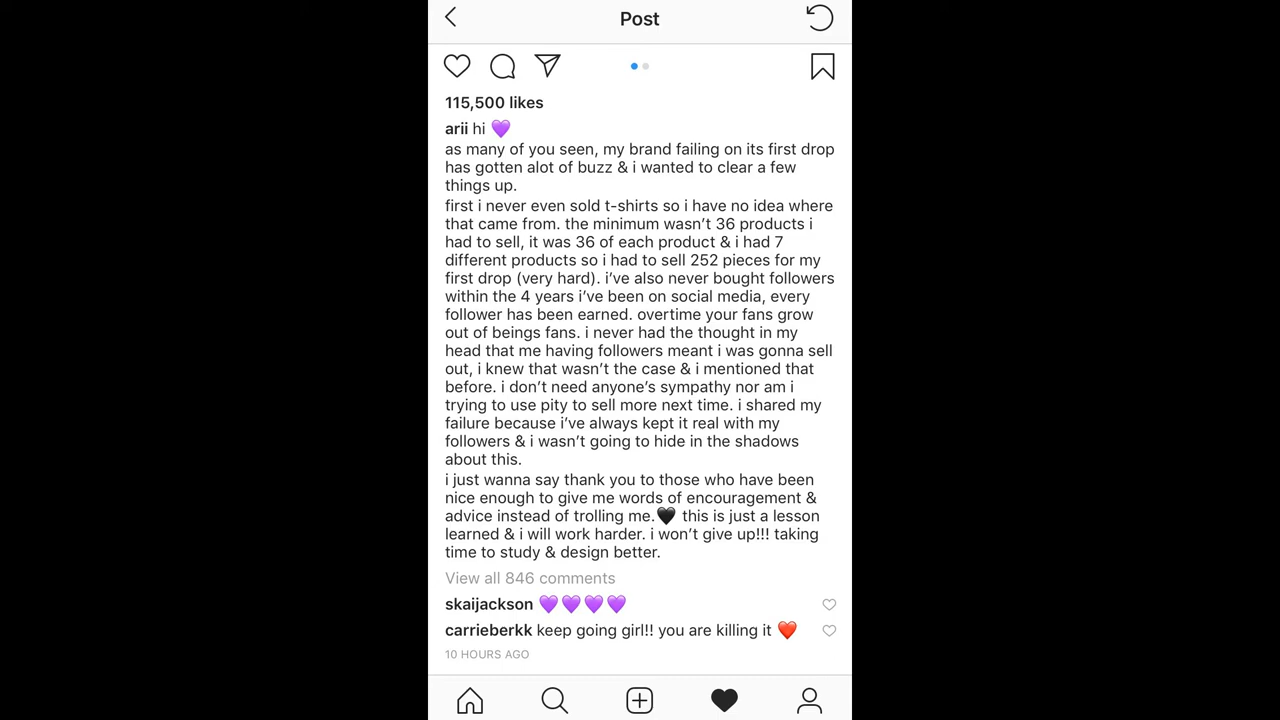 Post
115,500 likes
arii hi 💜
as many of you seen, my brand failing on its first drop
has gotten alot of buzz & i wanted to clear a few
things up.
first i never even sold t-shirts so i have no idea where
that came from. the minimum wasn’t 36 products i
had to sell, it was 36 of each product & i had 7
different products so i had to sell 252 pieces for my
first drop (very hard). i’ve also never bought followers
within the 4 years i’ve been on social media, every
follower has been earned. overtime your fans grow
out of beings fans. i never had the thought in my
head that me having followers meant i was gonna sell
out, i knew that wasn’t the case & i mentioned that
before. i don’t need anyone’s sympathy nor am i
trying to use pity to sell more next time. i shared my
failure because i’ve always kept it real with my
followers & i wasn’t going to hide in the shadows
about this.
i just wanna say thank you to those who have been
nice enough to give me words of encouragement &
advice instead of trolling me.🖤 this is just a lesson
learned & i will work harder. i won’t give up!!! taking
time to study & design better.
View all 846 comments
skaijackson 💜💜💜💜
carrieberkk keep going girl!! you are killing it ❤️
10 HOURS AGO